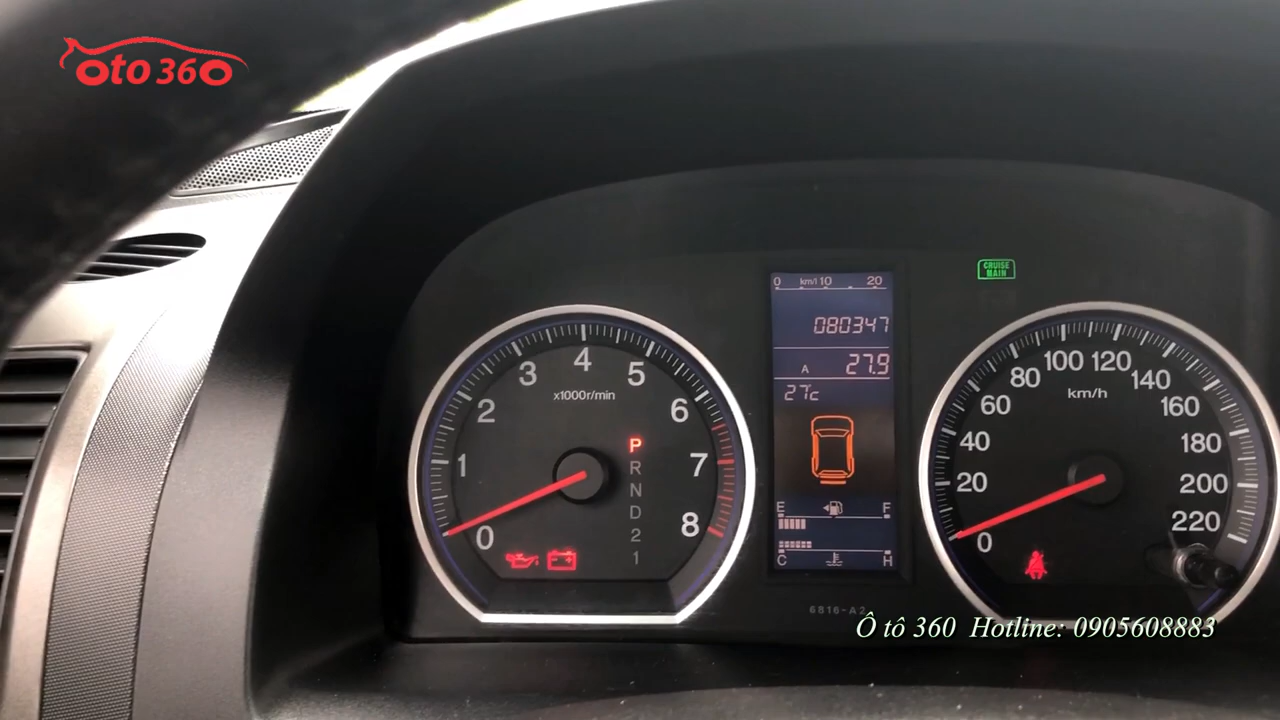 oto 360
CRUISE
MAIN
0 km/l 10 20
080347
A 27.9
27c
x1000r/min
0 1 2 3 4 5 6 7 8
P
R
N
D
2
1
E F
C H
km/h
0 20 40 60 80 100 120 140 160 180 200 220
6816-A2
Ô tô 360 Hotline: 0905608883